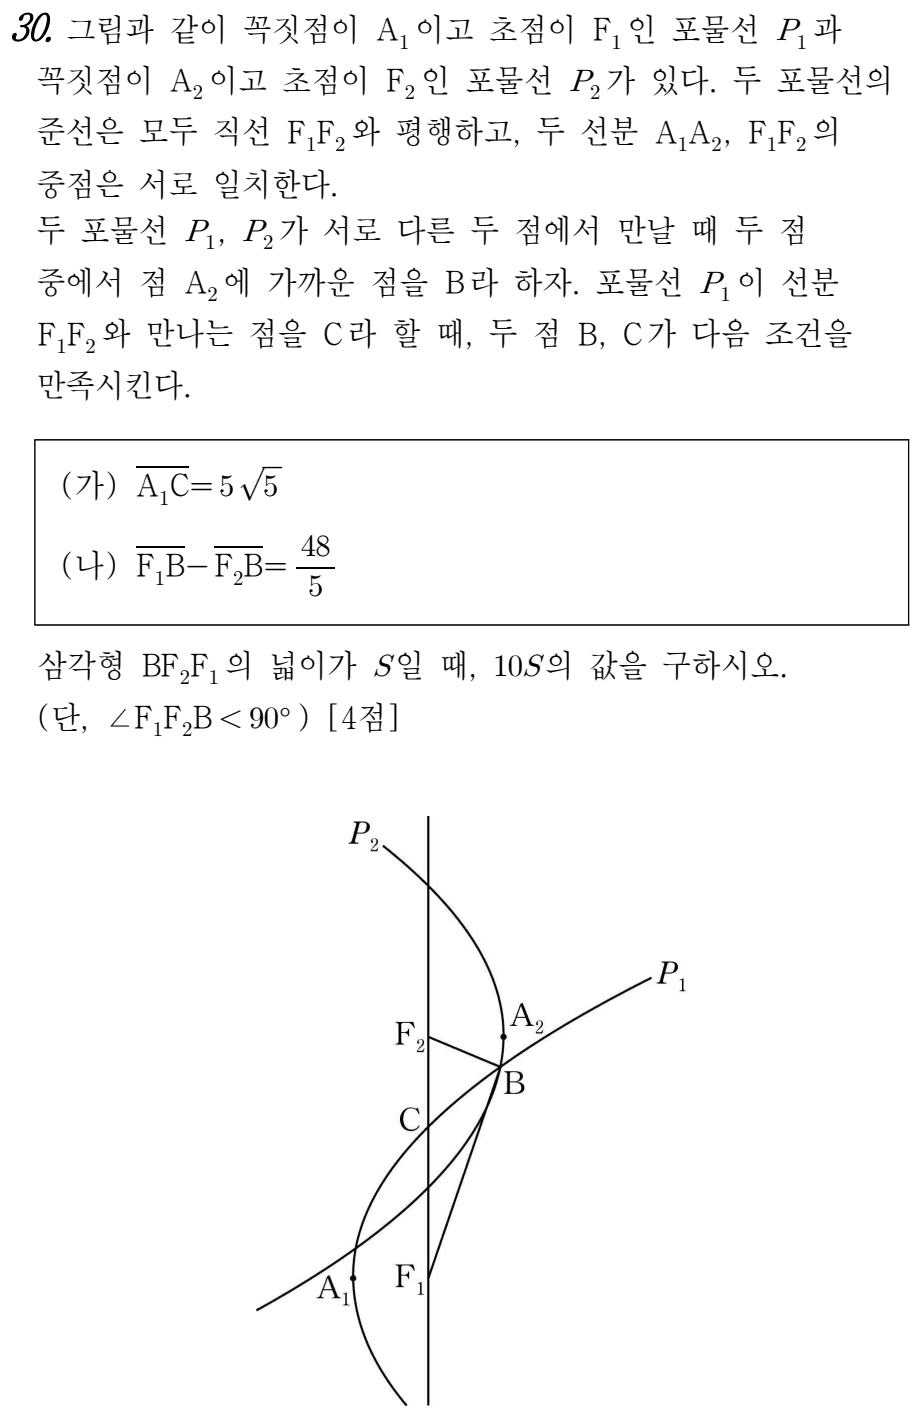 30. 그림과 같이 꼭짓점이 A₁이고 초점이 F₁인 포물선 P₁과
꼭짓점이 A₂이고 초점이 F₂인 포물선 P₂가 있다. 두 포물선의
준선은 모두 직선 F₁F₂와 평행하고, 두 선분 A₁A₂, F₁F₂의
중점은 서로 일치한다.
두 포물선 P₁, P₂가 서로 다른 두 점에서 만날 때 두 점
중에서 점 A₂에 가까운 점을 B라 하자. 포물선 P₁이 선분
F₁F₂와 만나는 점을 C라 할 때, 두 점 B, C가 다음 조건을
만족시킨다.
(가) A̅₁̅C̅ = 5√5
(나) F̅₁̅B̅ − F̅₂̅B̅ = 48/5
삼각형 BF₂F₁의 넓이가 S일 때, 10S의 값을 구하시오.
(단, ∠F₁F₂B < 90°) [4점]
P₂
P₁
A₂
F₂
B
C
F₁
A₁